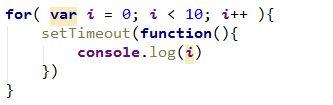 for( var i = 0; i < 10; i++ ){
    setTimeout(function(){
        console.log(i)
    })
}